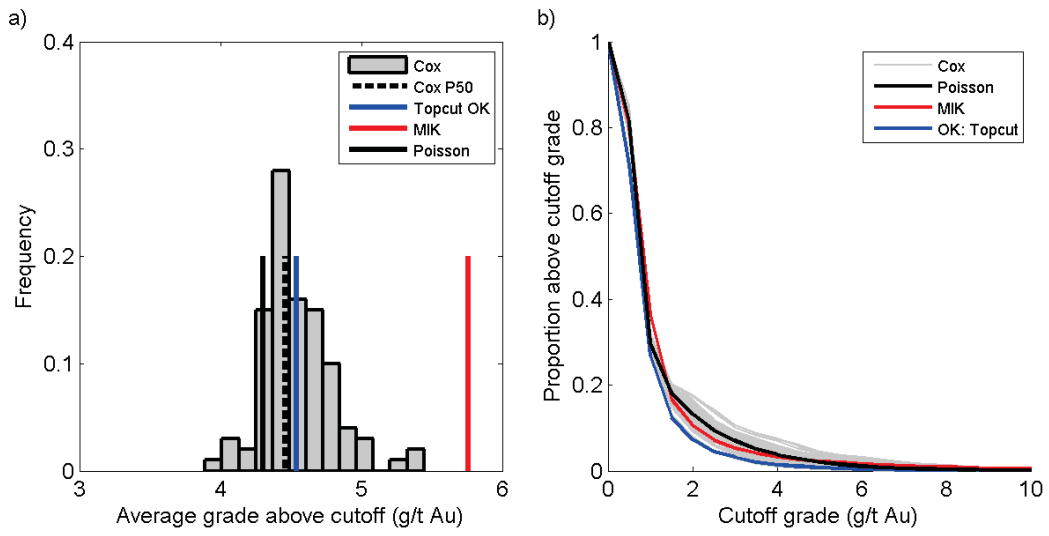 a)
0.4
0.3
0.2
0.1
0
Frequency
Cox
Cox P50
Topcut OK
MIK
Poisson
3
4
5
6
Average grade above cutoff (g/t Au)
b)
1
0.8
0.6
0.4
0.2
0
Proportion above cutoff grade
Cox
Poisson
MIK
OK: Topcut
0
2
4
6
8
10
Cutoff grade (g/t Au)